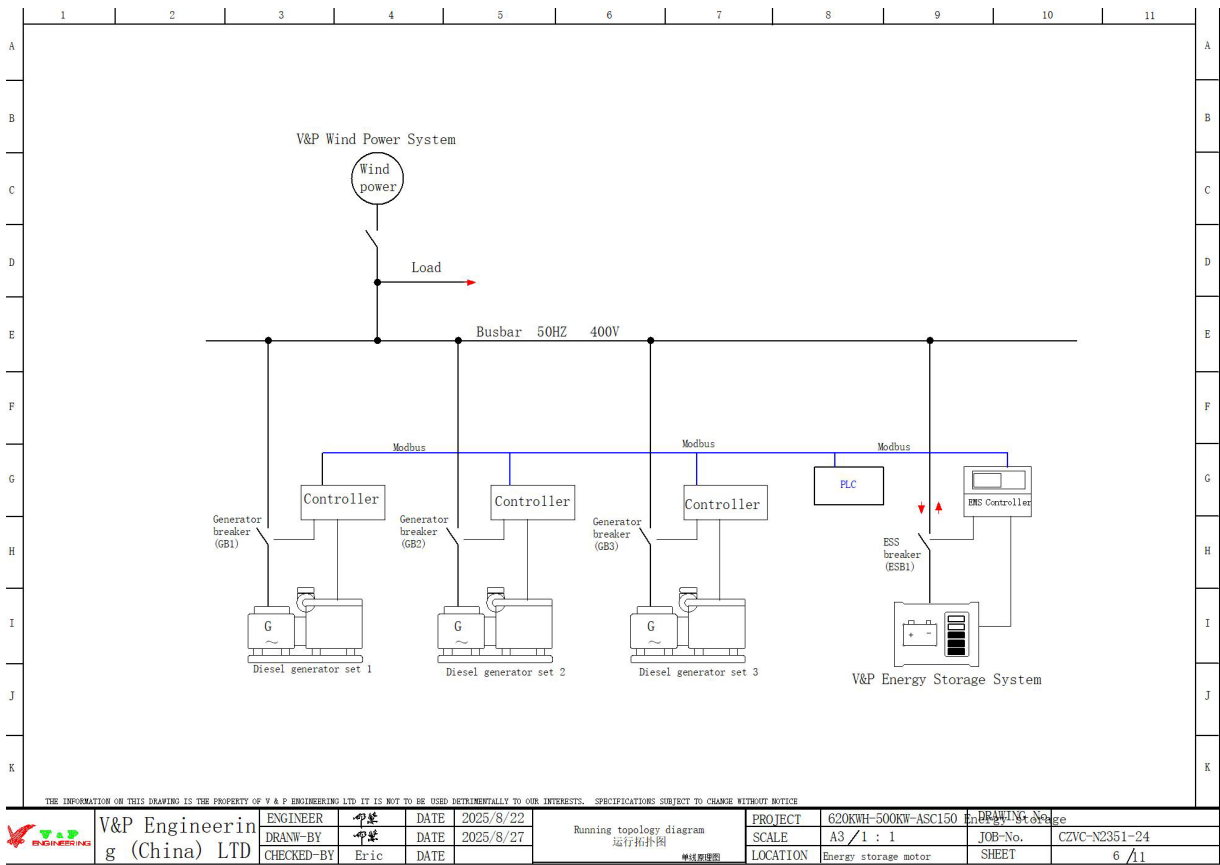 1 2 3 4 5 6 7 8 9 10 11
A A
B B
V&P Wind Power System
Wind
power
C C
D D
Load
E E
Busbar 50HZ 400V
F F
Modbus Modbus Modbus
G G
Controller Controller Controller PLC EMS Controller
Generator
breaker
(GB1)
Generator
breaker
(GB2)
Generator
breaker
(GB3)
ESS
breaker
(ESB1)
H H
I I
G
～
G
～
G
～
+ -
Diesel generator set 1 Diesel generator set 2 Diesel generator set 3
V&P Energy Storage System
J J
K K
THE INFORMATION ON THIS DRAWING IS THE PROPERTY OF V & P ENGINEERING LTD IT IS NOT TO BE USED DETRIMENTALLY TO OUR INTERESTS. SPECIFICATIONS SUBJECT TO CHANGE WITHOUT NOTICE
V & P
ENGINEERING
V&P Engineerin
g (China) LTD
ENGINEER DATE 2025/8/22
DRANW-BY DATE 2025/8/27
CHECKED-BY Eric DATE
Running topology diagram
运行拓扑图
单线原理图
PROJECT 620KWH-500KW-ASC150 Energy Storage DRAWING No.
SCALE A3 / 1 : 1 JOB-No. CZVC-N2351-24
LOCATION Energy storage motor SHEET 6 / 11